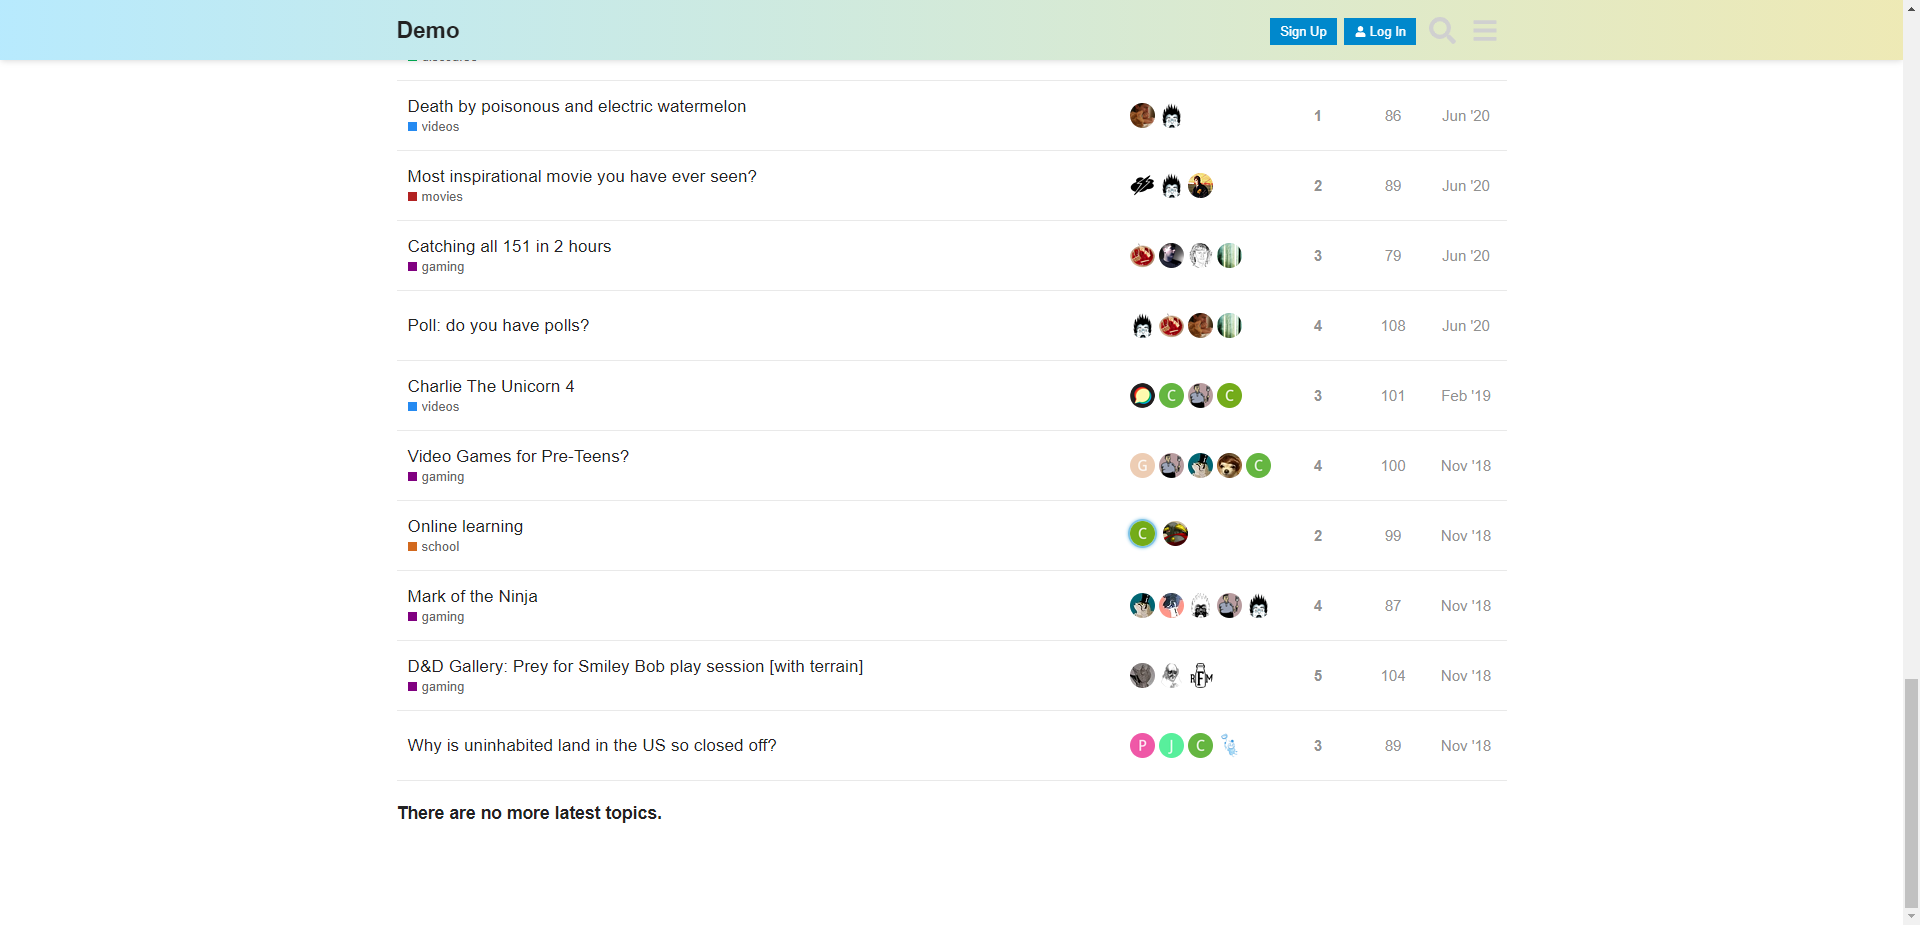 Demo
Sign Up
Log In
Death by poisonous and electric watermelon
videos
1 86 Jun '20
Most inspirational movie you have ever seen?
movies
2 89 Jun '20
Catching all 151 in 2 hours
gaming
3 79 Jun '20
Poll: do you have polls?
4 108 Jun '20
Charlie The Unicorn 4
videos
C C
3 101 Feb '19
Video Games for Pre-Teens?
gaming
G C
4 100 Nov '18
Online learning
school
C
2 99 Nov '18
Mark of the Ninja
gaming
4 87 Nov '18
D&D Gallery: Prey for Smiley Bob play session [with terrain]
gaming
RFM
5 104 Nov '18
Why is uninhabited land in the US so closed off?
P J C
3 89 Nov '18
There are no more latest topics.